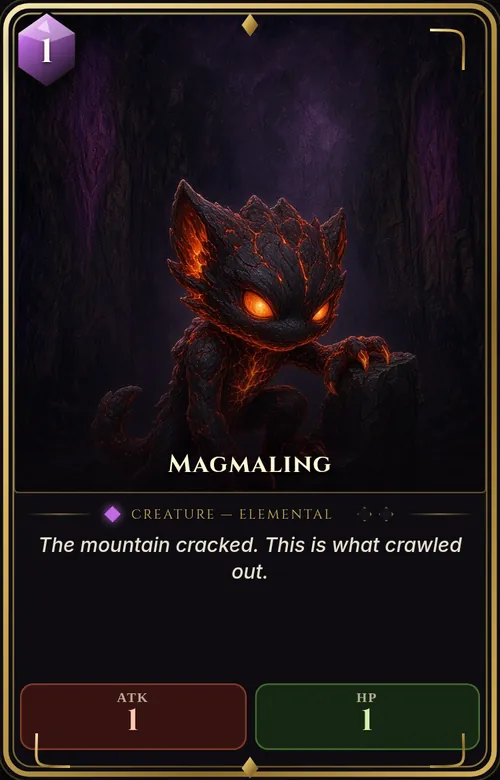 1
Magmaling
CREATURE — ELEMENTAL
The mountain cracked. This is what crawled
out.
ATK
1
HP
1